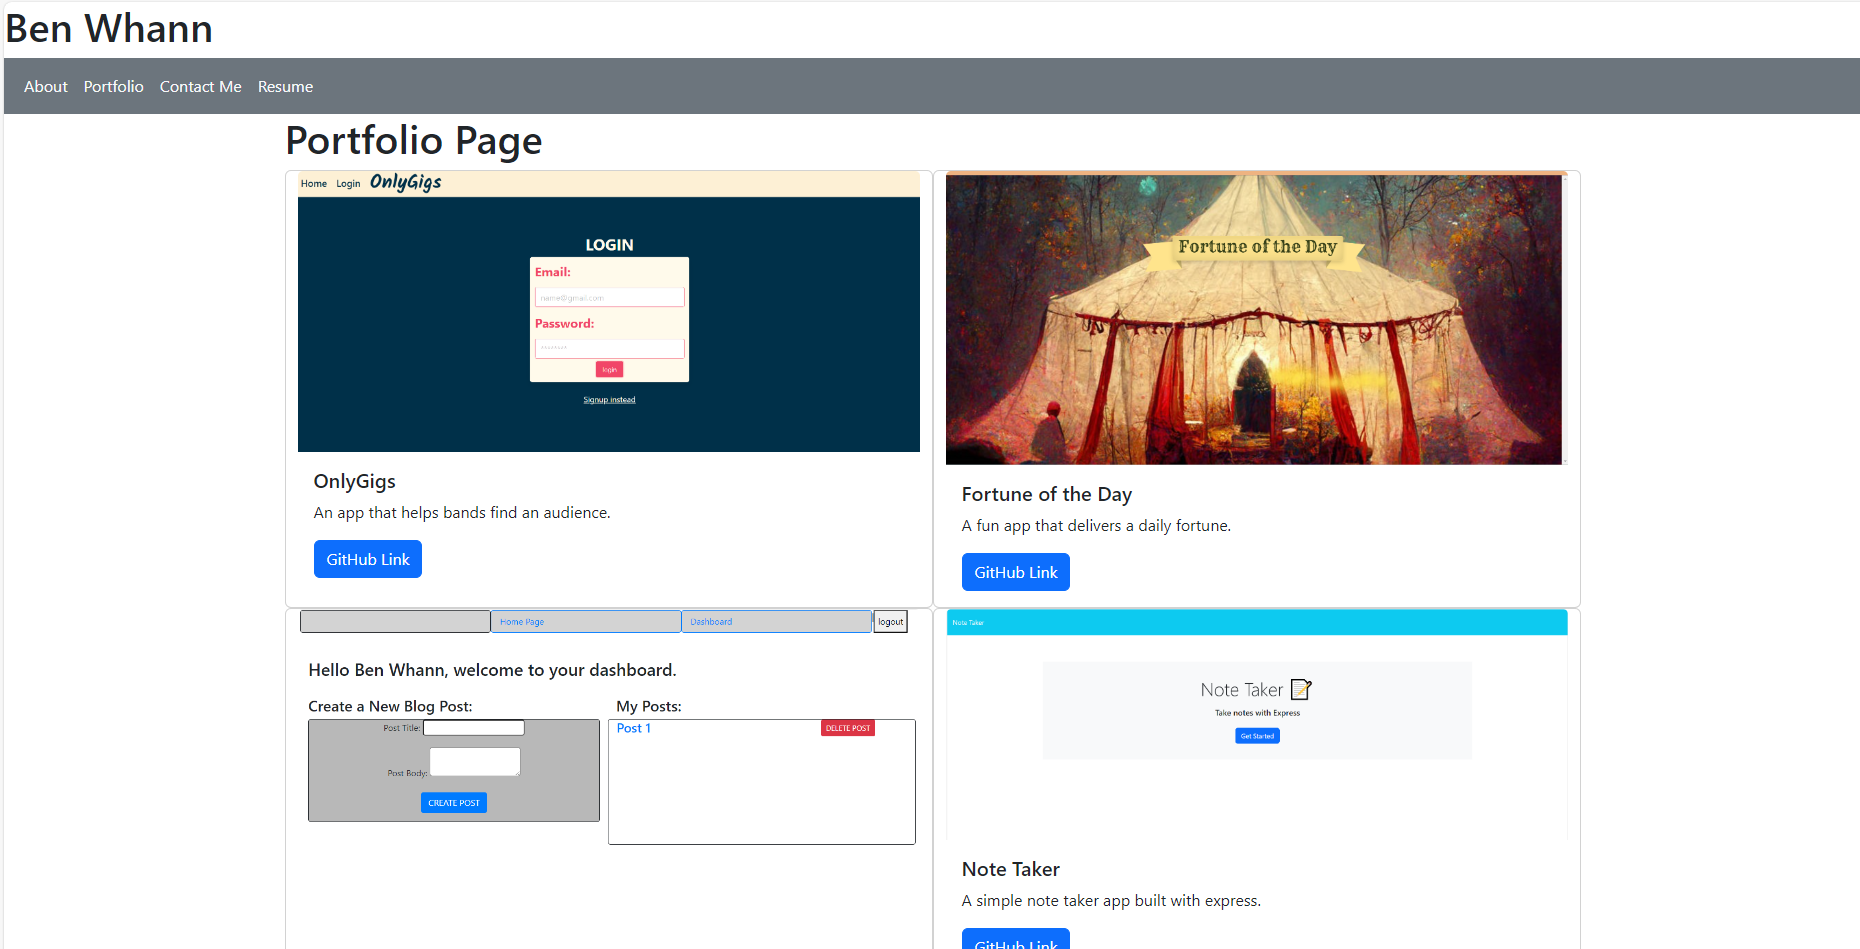 Ben Whann
About Portfolio Contact Me Resume
Portfolio Page
Home Login OnlyGigs
LOGIN
Email:
name@gmail.com
Password:
********
login
Signup instead
OnlyGigs
An app that helps bands find an audience.
GitHub Link
Fortune of the Day
Fortune of the Day
A fun app that delivers a daily fortune.
GitHub Link
Home Page Dashboard logout
Hello Ben Whann, welcome to your dashboard.
Create a New Blog Post:
Post Title:
Post Body:
CREATE POST
My Posts:
Post 1 DELETE POST
Note Taker
Note Taker 📝
Take notes with Express
Get Started
Note Taker
A simple note taker app built with express.
GitHub Link